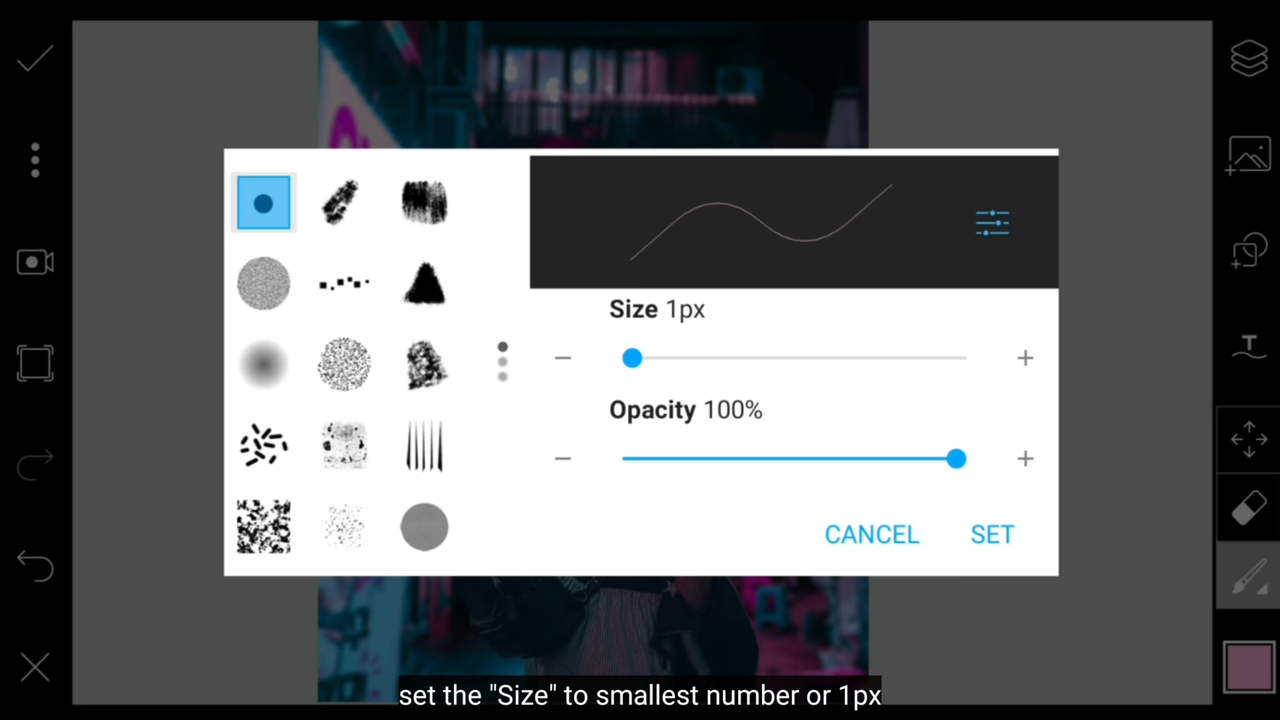 Size 1px
Opacity 100%
CANCEL SET
T
set the "Size" to smallest number or 1px